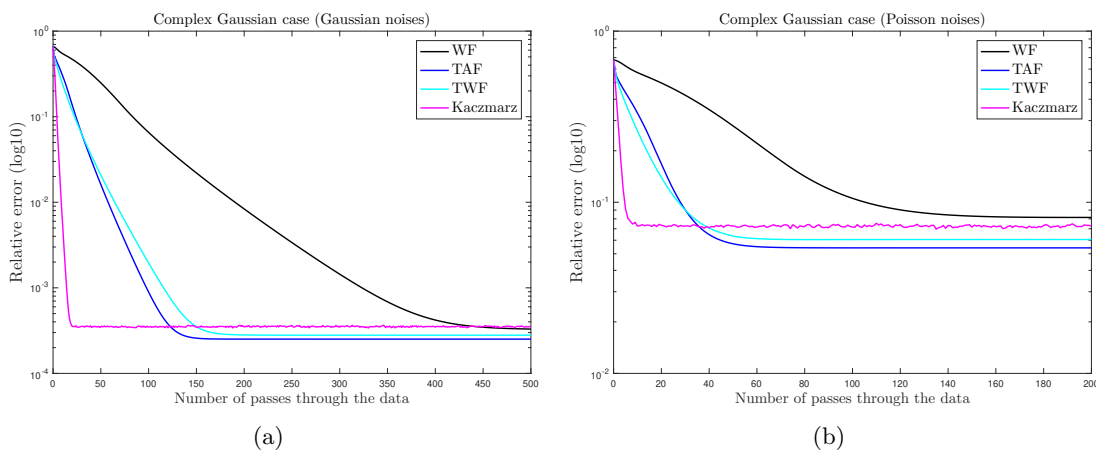 Complex Gaussian case (Gaussian noises)
10^0
10^-1
10^-2
10^-3
10^-4
Relative error (log10)
WF
TAF
TWF
Kaczmarz
0 50 100 150 200 250 300 350 400 450 500
Number of passes through the data
(a)
Complex Gaussian case (Poisson noises)
10^0
10^-1
10^-2
Relative error (log10)
WF
TAF
TWF
Kaczmarz
0 20 40 60 80 100 120 140 160 180 200
Number of passes through the data
(b)